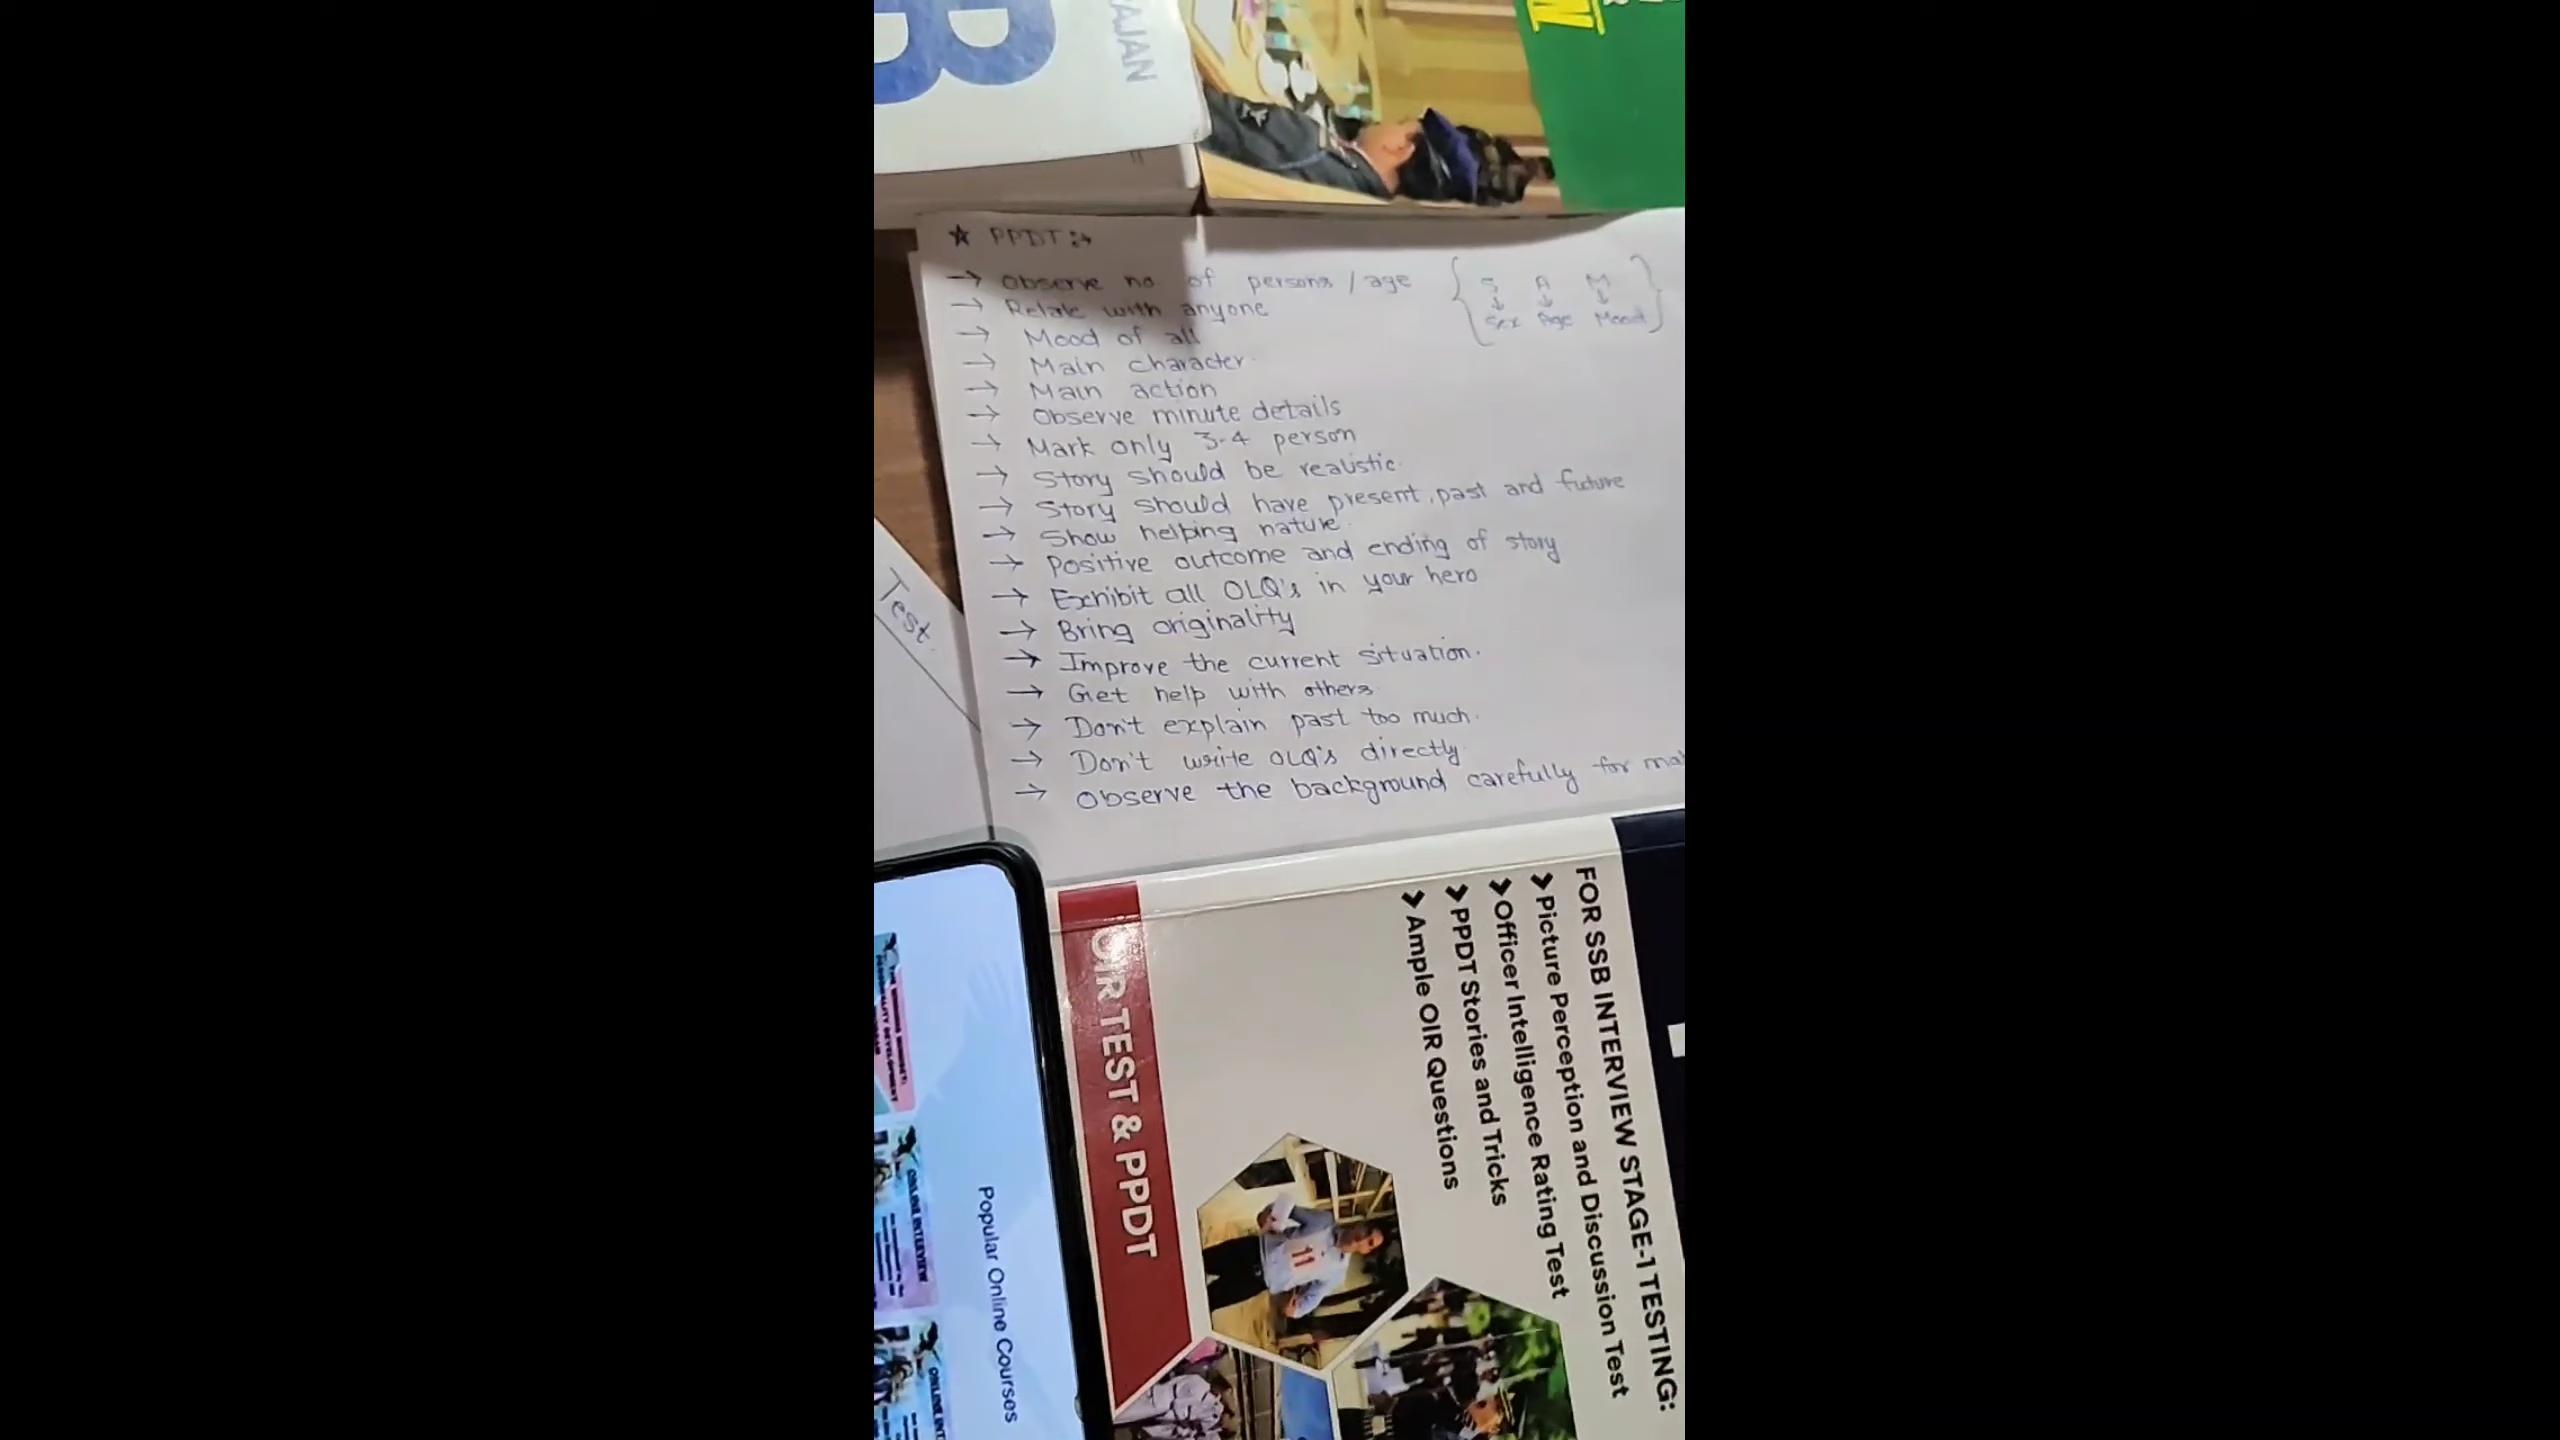 RAJAN
★ PPDT :→
→ Observe no. of persons / age { S A M }
↓ ↓ ↓
Sex Age Mood
→ Relate with anyone
→ Mood of all
→ Main character.
→ Main action
→ Observe minute details
→ Mark only 3-4 person
→ Story should be realistic.
→ Story should have present, past and future
→ Show helping nature.
→ Positive outcome and ending of story
→ Exhibit all OLQ's in your hero
→ Bring originality
→ Improve the current situation.
→ Get help with others.
→ Don't explain past too much.
→ Don't write OLQ's directly
→ Observe the background carefully for
Test.
FOR SSB INTERVIEW STAGE-1 TESTING:
Picture Perception and Discussion Test
Officer Intelligence Rating Test
PPDT Stories and Tricks
Ample OIR Questions
OIR TEST & PPDT
11
Popular Online Courses
ONLINE INTERVIEW